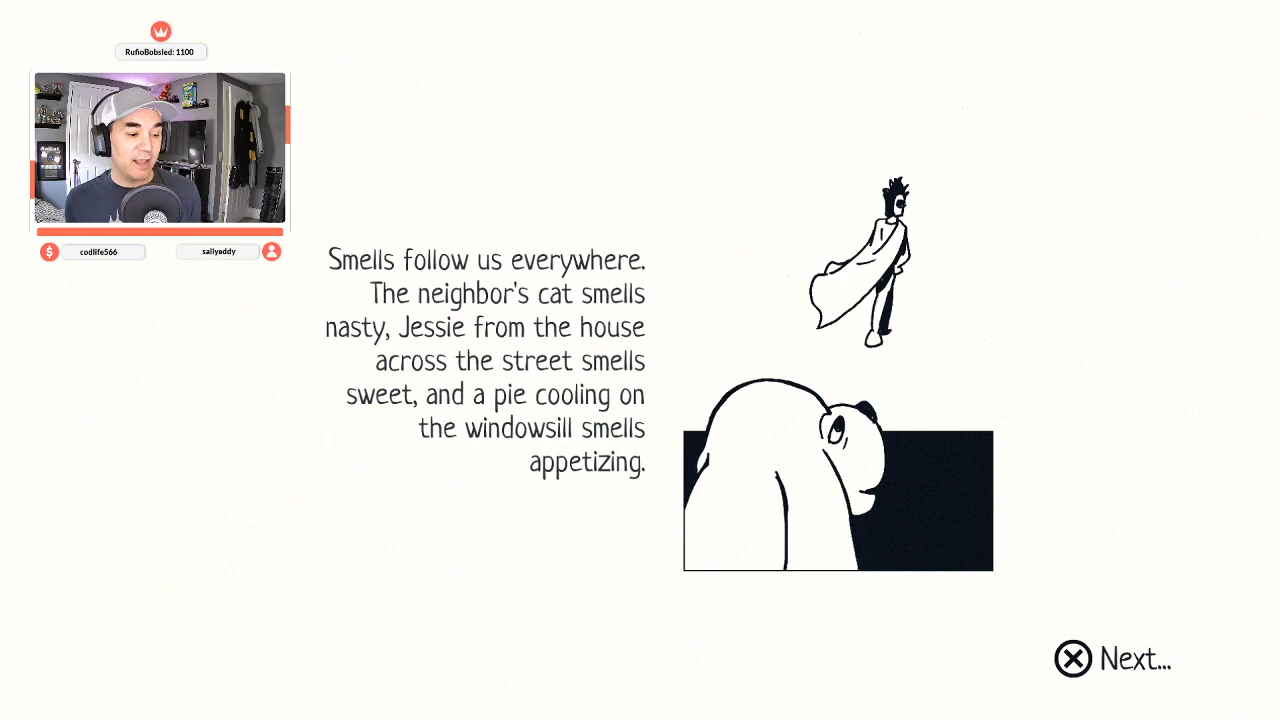 RufioBobsled: 1100
$ codlife566
sallyeddy
Smells follow us everywhere.
The neighbor's cat smells
nasty, Jessie from the house
across the street smells
sweet, and a pie cooling on
the windowsill smells
appetizing.
Next...